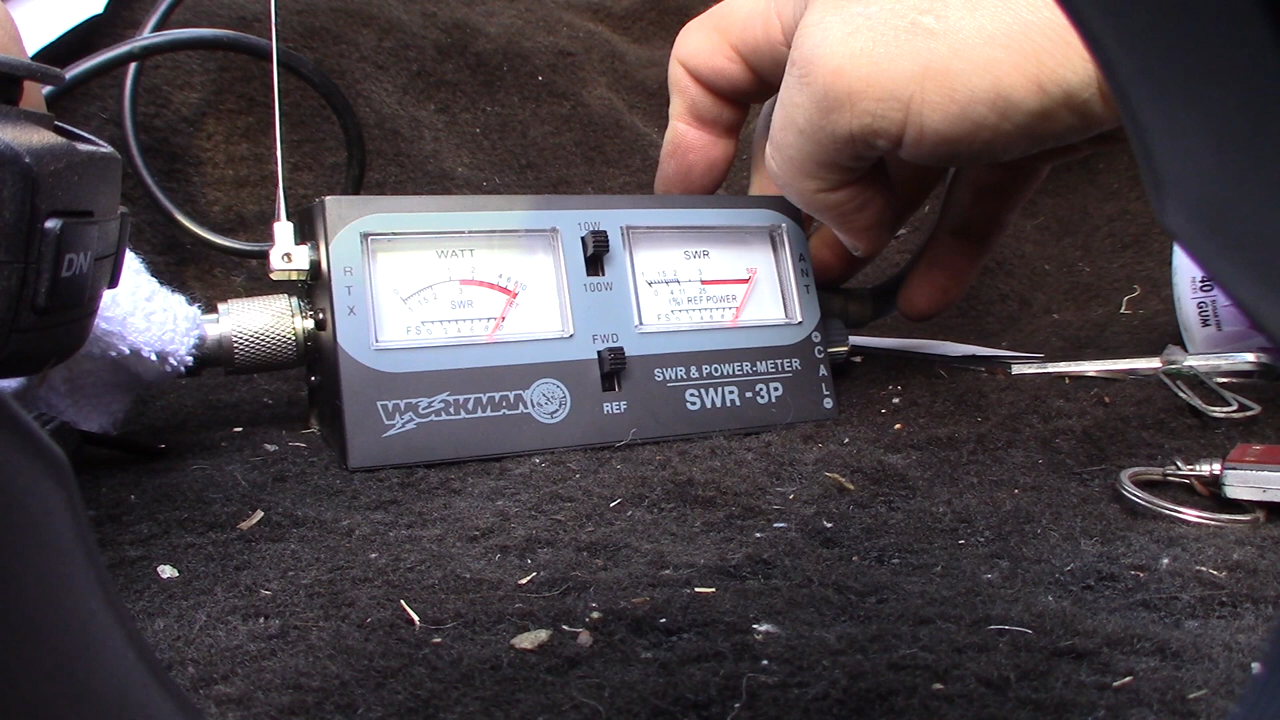 DN
RTX
WATT
SWR
FS
10W
100W
FWD
REF
SWR
(%) REF POWER
FS
SET
ANT
CAL
SWR & POWER-METER
SWR-3P
WORKMAN
40 GUM